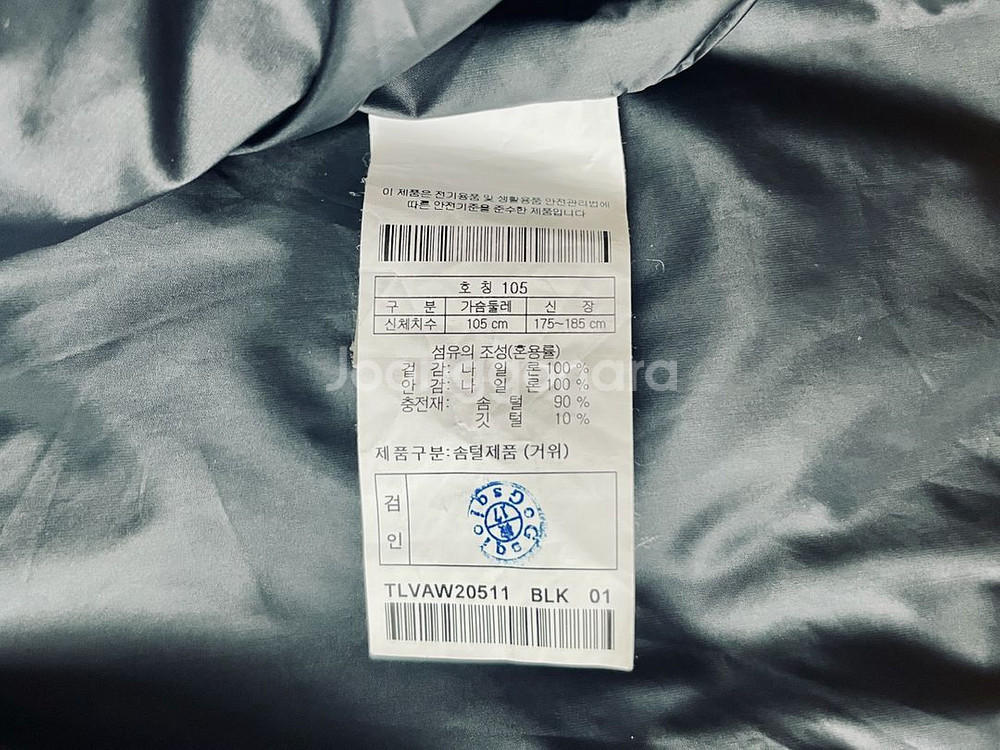 이 제품은 전기용품 및 생활용품 안전관리법에
따른 안전기준을 준수한 제품입니다
호 칭 105
구 분 가슴둘레 신 장
신체치수 105 cm 175~185 cm
섬유의 조성(혼용률)
겉 감: 나 일 론 100 %
안 감: 나 일 론 100 %
충전재: 솜 털 90 %
깃 털 10 %
제품구분: 솜털제품 (거위)
검
인
17
TLVAW20511 BLK 01